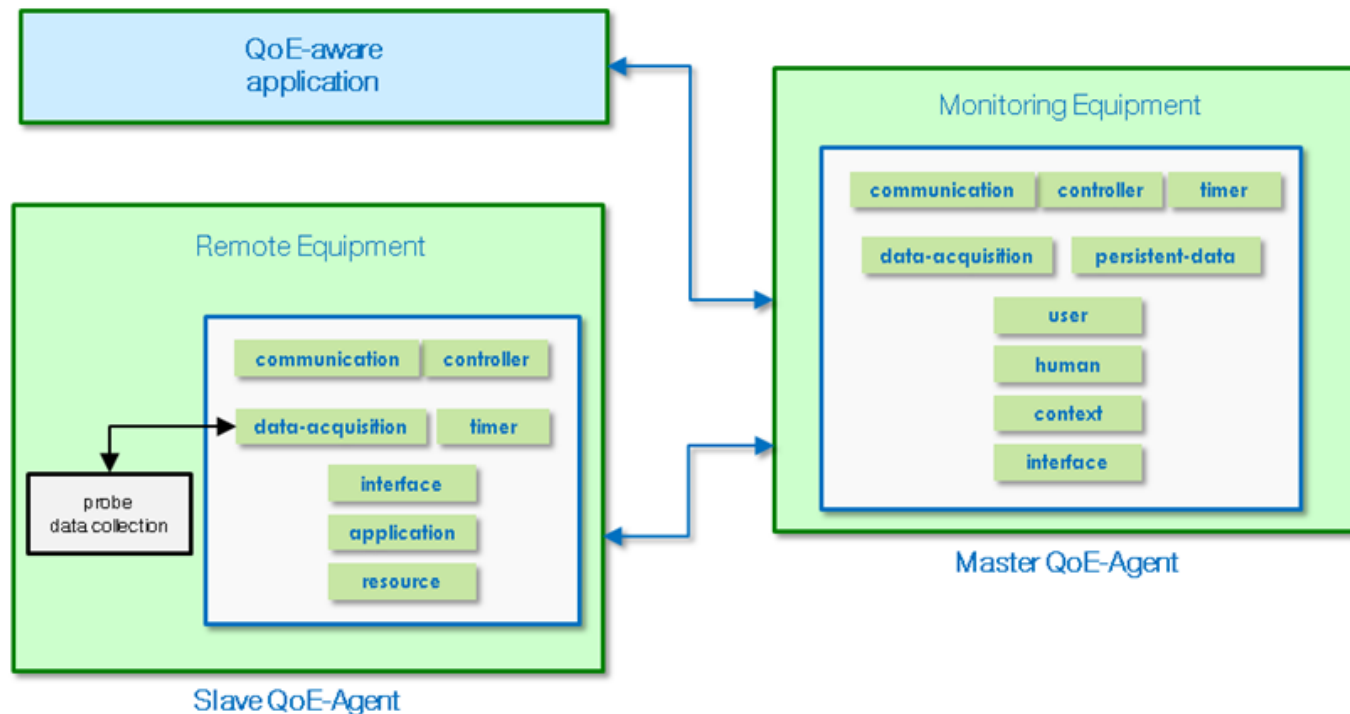 QoE-aware
application
Monitoring Equipment
communication
controller
timer
data-acquisition
persistent-data
user
human
context
interface
Master QoE-Agent
Remote Equipment
communication
controller
data-acquisition
timer
interface
application
resource
probe
data collection
Slave QoE-Agent